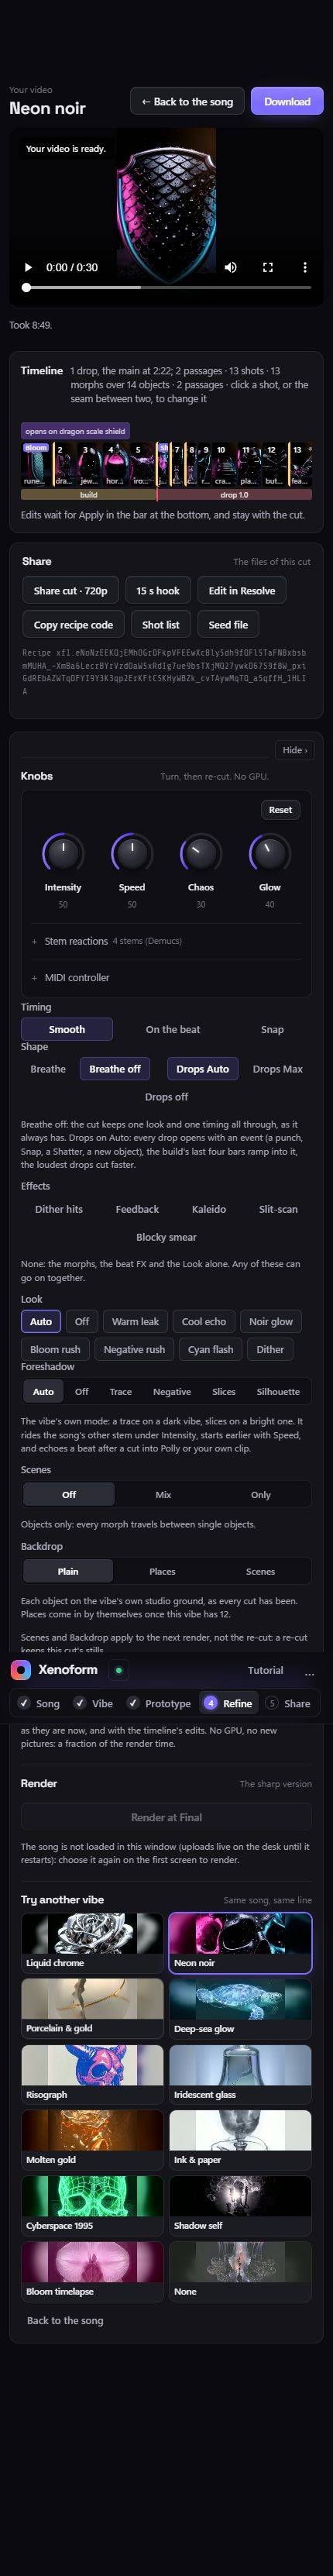 Your video
Neon noir
← Back to the song
Download
Your video is ready.
0:00 / 0:30
Took 8:49.
Timeline
1 drop, the main at 2:22; 2 passages · 13 shots · 13
morphs over 14 objects · 2 passages · click a shot, or the
seam between two, to change it
opens on dragon scale shield
Bloom 2 3 4 5 7 8 9 10 11 12 13
rune… dra… jew… hor… iro… cra… pla… but… fea…
build drop 1.0
Edits wait for Apply in the bar at the bottom, and stay with the cut.
Share
The files of this cut
Share cut · 720p
15 s hook
Edit in Resolve
Copy recipe code
Shot list
Seed file
Hide ›
Knobs
Turn, then re-cut. No GPU.
Reset
Intensity Speed Chaos Glow
50 50 30 40
+ Stem reactions 4 stems (Demucs)
+ MIDI controller
Timing
Smooth On the beat Snap
Shape
Breathe Breathe off Drops Auto Drops Max
Drops off
Breathe off: the cut keeps one look and one timing all through, as it
always has. Drops on Auto: every drop opens with an event (a punch,
Snap, a Shatter, a new object), the build's last four bars ramp into it,
the loudest drops cut faster.
Effects
Dither hits Feedback Kaleido Slit-scan
Blocky smear
None: the morphs, the beat FX and the Look alone. Any of these can
go on together.
Look
Auto Off Warm leak Cool echo Noir glow
Bloom rush Negative rush Cyan flash Dither
Foreshadow
Auto Off Trace Negative Slices Silhouette
The vibe's own mode: a trace on a dark vibe, slices on a bright one. It
rides the song's other stem under Intensity, starts earlier with Speed,
and echoes a beat after a cut into Polly or your own clip.
Scenes
Off Mix Only
Objects only: every morph travels between single objects.
Backdrop
Plain Places Scenes
Each object on the vibe's own studio ground, as every cut has been.
Places come in by themselves once this vibe has 12.
Scenes and Backdrop apply to the next render, not the re-cut: a re-cut
keeps this cut's stills
Xenoform
Tutorial
…
✓ Song ✓ Vibe ✓ Prototype 4 Refine 5 Share
as they are now, and with the timeline's edits. No GPU, no new
pictures: a fraction of the render time.
Render
The sharp version
Render at Final
The song is not loaded in this window (uploads live on the desk until it
restarts): choose it again on the first screen to render.
Try another vibe
Same song, same line
Liquid chrome
Neon noir
Porcelain & gold
Deep-sea glow
Risograph
Iridescent glass
Molten gold
Ink & paper
Cyberspace 1995
Shadow self
Bloom timelapse
None
Back to the song